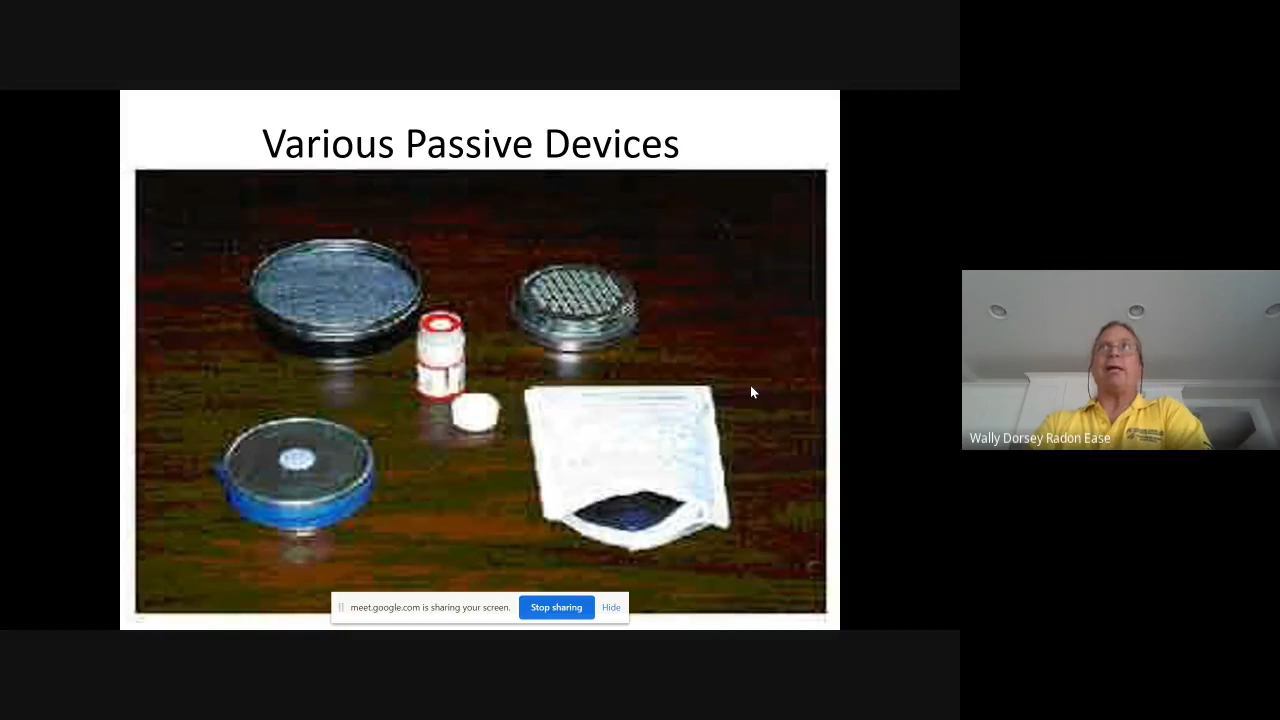 Various Passive Devices
meet.google.com is sharing your screen.
Stop sharing
Hide
Wally Dorsey Radon Ease